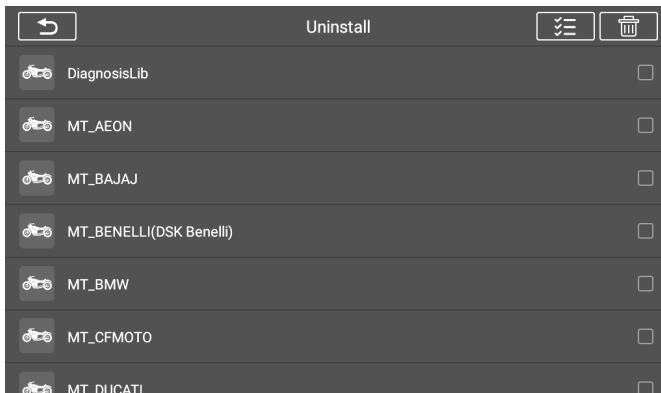 Uninstall
DiagnosisLib
MT_AEON
MT_BAJAJ
MT_BENELLI(DSK Benelli)
MT_BMW
MT_CFMOTO
MT_DUCATI